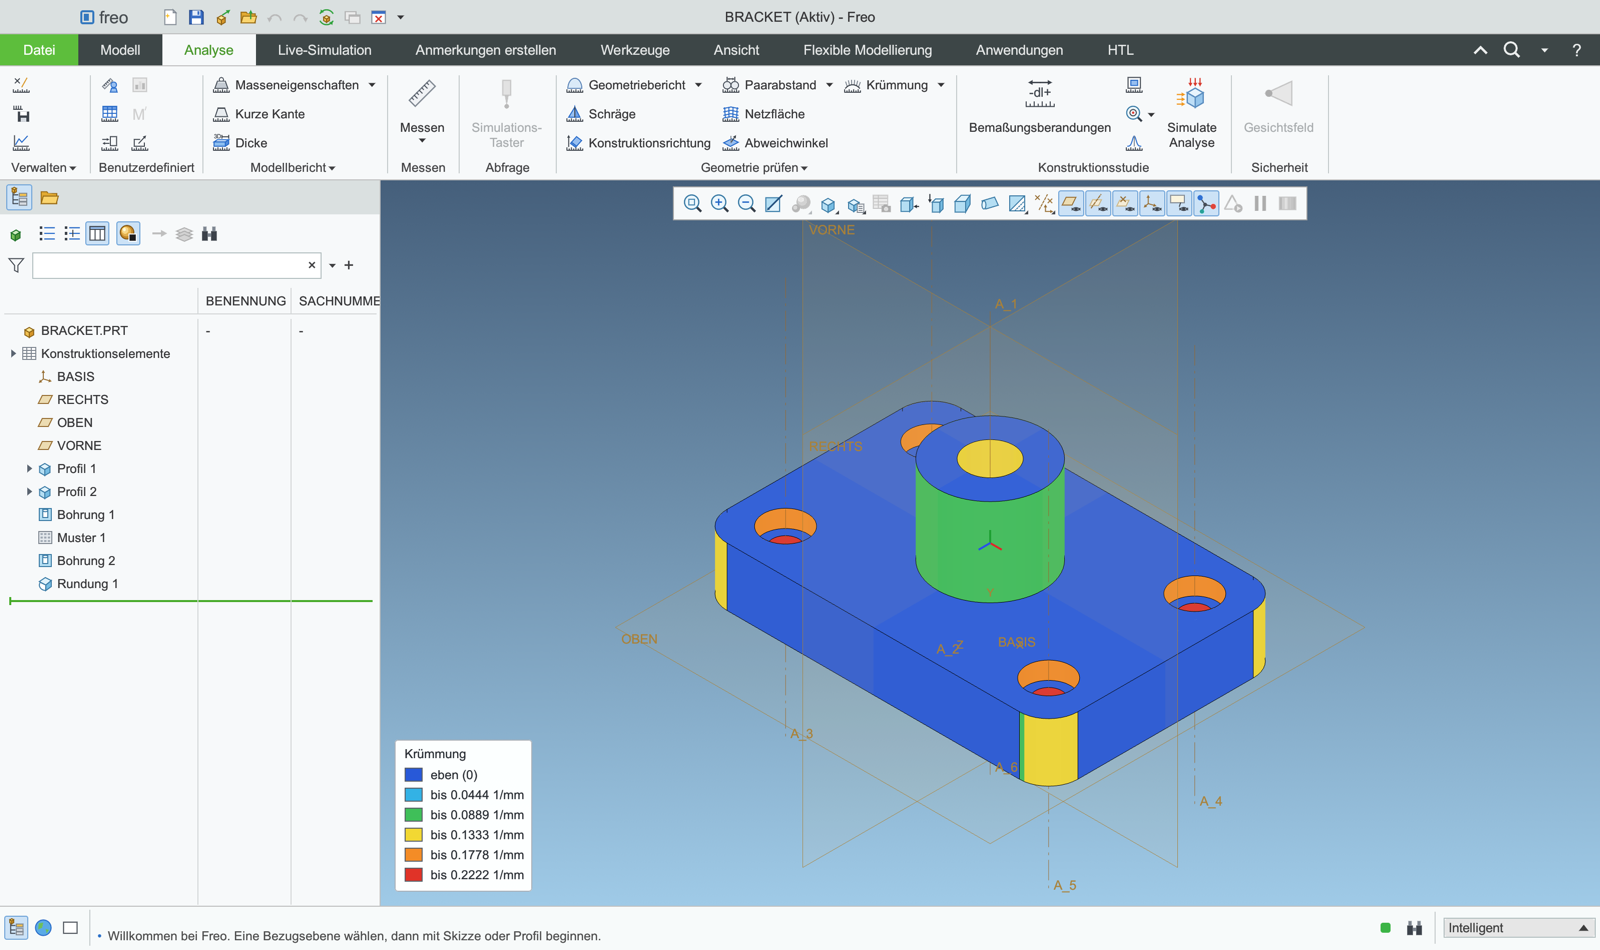 freo
BRACKET (Aktiv) - Freo
Datei
Modell
Analyse
Live-Simulation
Anmerkungen erstellen
Werkzeuge
Ansicht
Flexible Modellierung
Anwendungen
HTL
?
Verwalten
Benutzerdefiniert
Masseneigenschaften
Kurze Kante
Dicke
Modellbericht
Messen
Messen
Simulations-
Taster
Abfrage
Geometriebericht
Schräge
Konstruktionsrichtung
Paarabstand
Netzfläche
Abweichwinkel
Krümmung
Geometrie prüfen
Bemaßungsberandungen
Simulate
Analyse
Konstruktionsstudie
Gesichtsfeld
Sicherheit
BENENNUNG
SACHNUMME
BRACKET.PRT
-
-
Konstruktionselemente
BASIS
RECHTS
OBEN
VORNE
Profil 1
Profil 2
Bohrung 1
Muster 1
Bohrung 2
Rundung 1
VORNE
A_1
RECHTS
OBEN
Y
A_2
Z
BASIS
X
A_3
A_6
A_4
A_5
Krümmung
eben (0)
bis 0.0444 1/mm
bis 0.0889 1/mm
bis 0.1333 1/mm
bis 0.1778 1/mm
bis 0.2222 1/mm
• Willkommen bei Freo. Eine Bezugsebene wählen, dann mit Skizze oder Profil beginnen.
Intelligent